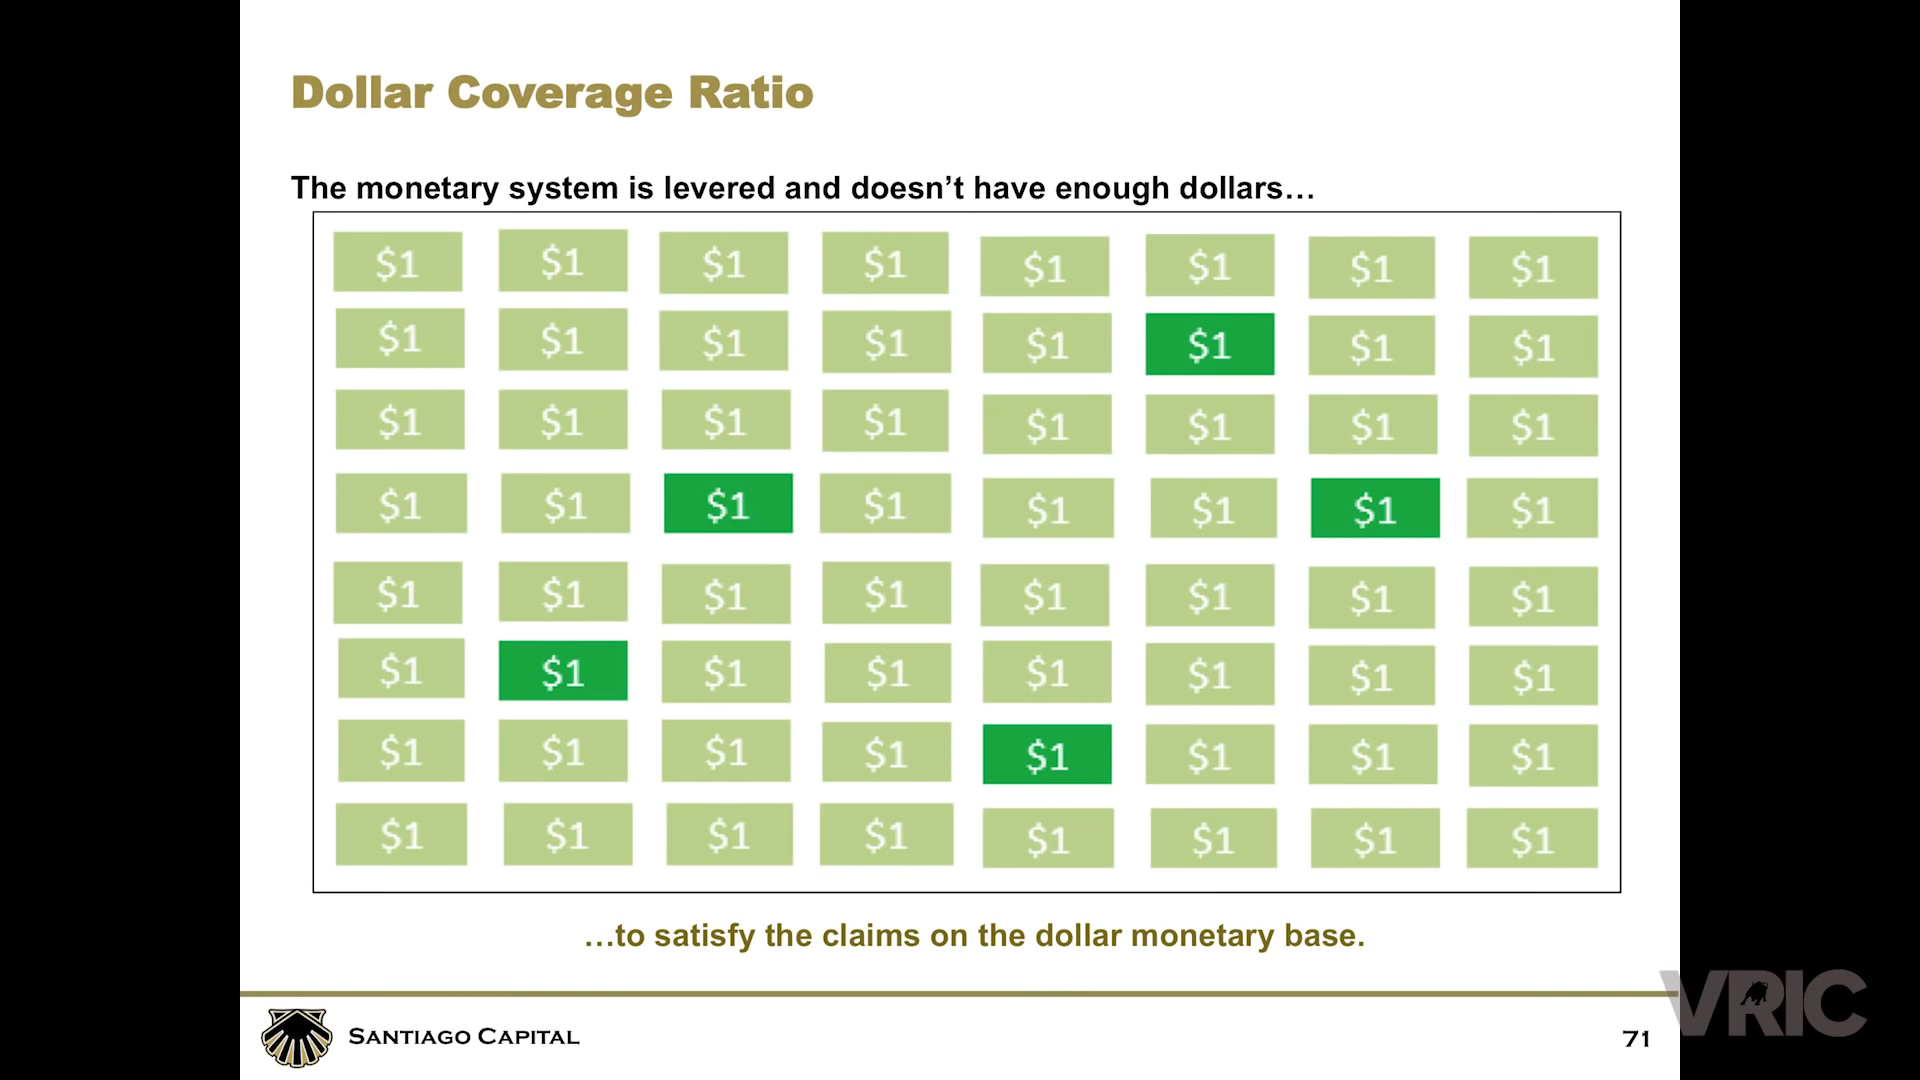 Dollar Coverage Ratio
The monetary system is levered and doesn’t have enough dollars…
$1 $1 $1 $1 $1 $1 $1 $1
$1 $1 $1 $1 $1 $1 $1 $1
$1 $1 $1 $1 $1 $1 $1 $1
$1 $1 $1 $1 $1 $1 $1 $1
$1 $1 $1 $1 $1 $1 $1 $1
$1 $1 $1 $1 $1 $1 $1 $1
$1 $1 $1 $1 $1 $1 $1 $1
$1 $1 $1 $1 $1 $1 $1 $1
…to satisfy the claims on the dollar monetary base.
SANTIAGO CAPITAL
71
VRIC